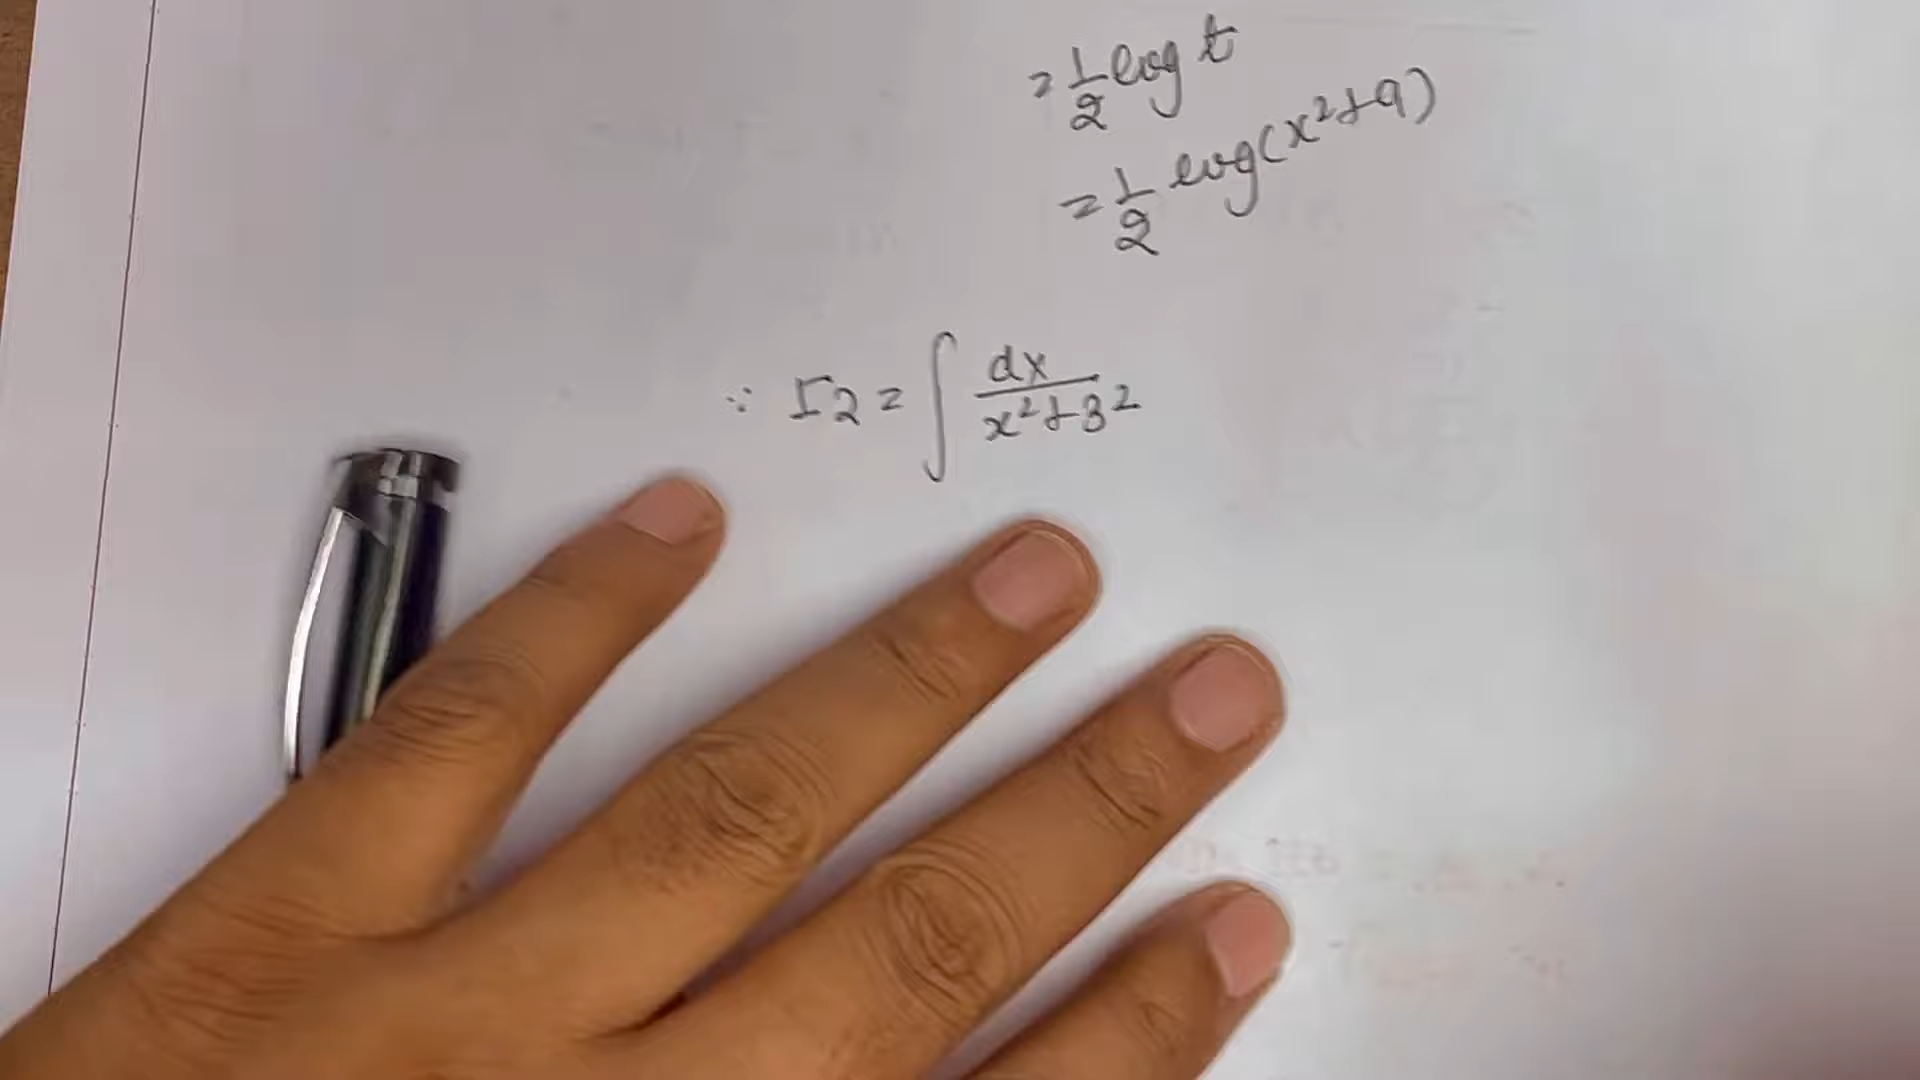 = 1/2 log t
= 1/2 log(x²+9)
∵ I2 = ∫ dx/(x²+3²)